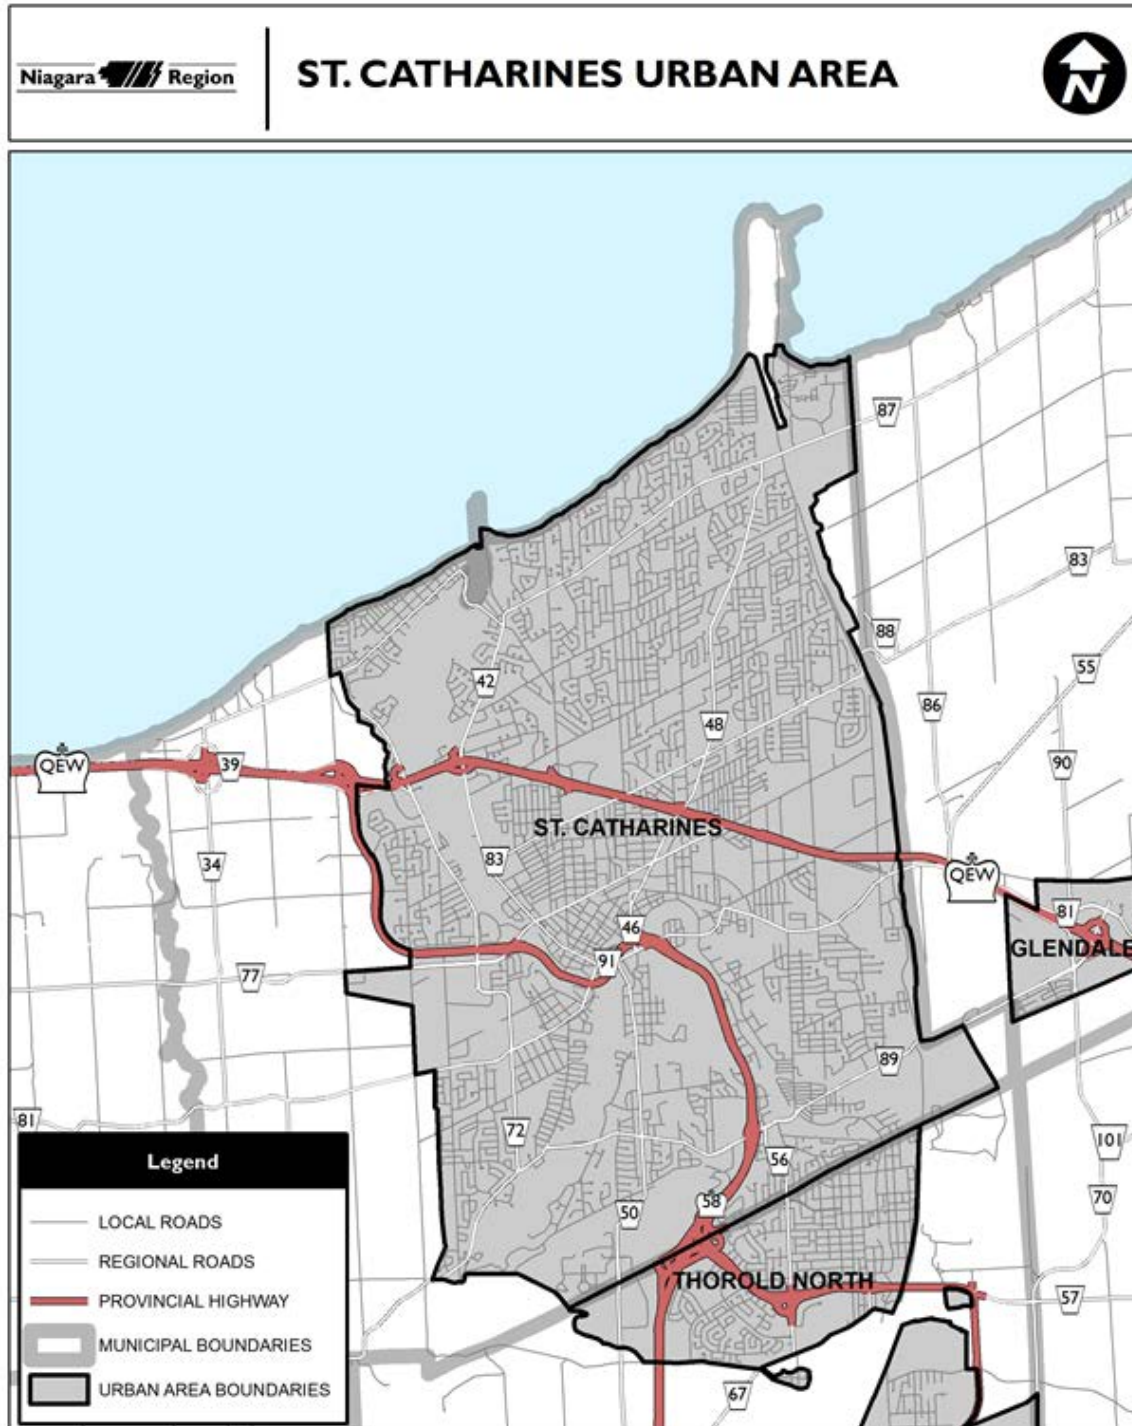 Niagara Region
ST. CATHARINES URBAN AREA
N
87
83
88
55
42
86
48
QEW
39
90
ST. CATHARINES
34
83
QEW
81
46
GLENDALE
91
77
89
81
72
101
56
70
58
50
THOROLD NORTH
57
67
Legend
LOCAL ROADS
REGIONAL ROADS
PROVINCIAL HIGHWAY
MUNICIPAL BOUNDARIES
URBAN AREA BOUNDARIES